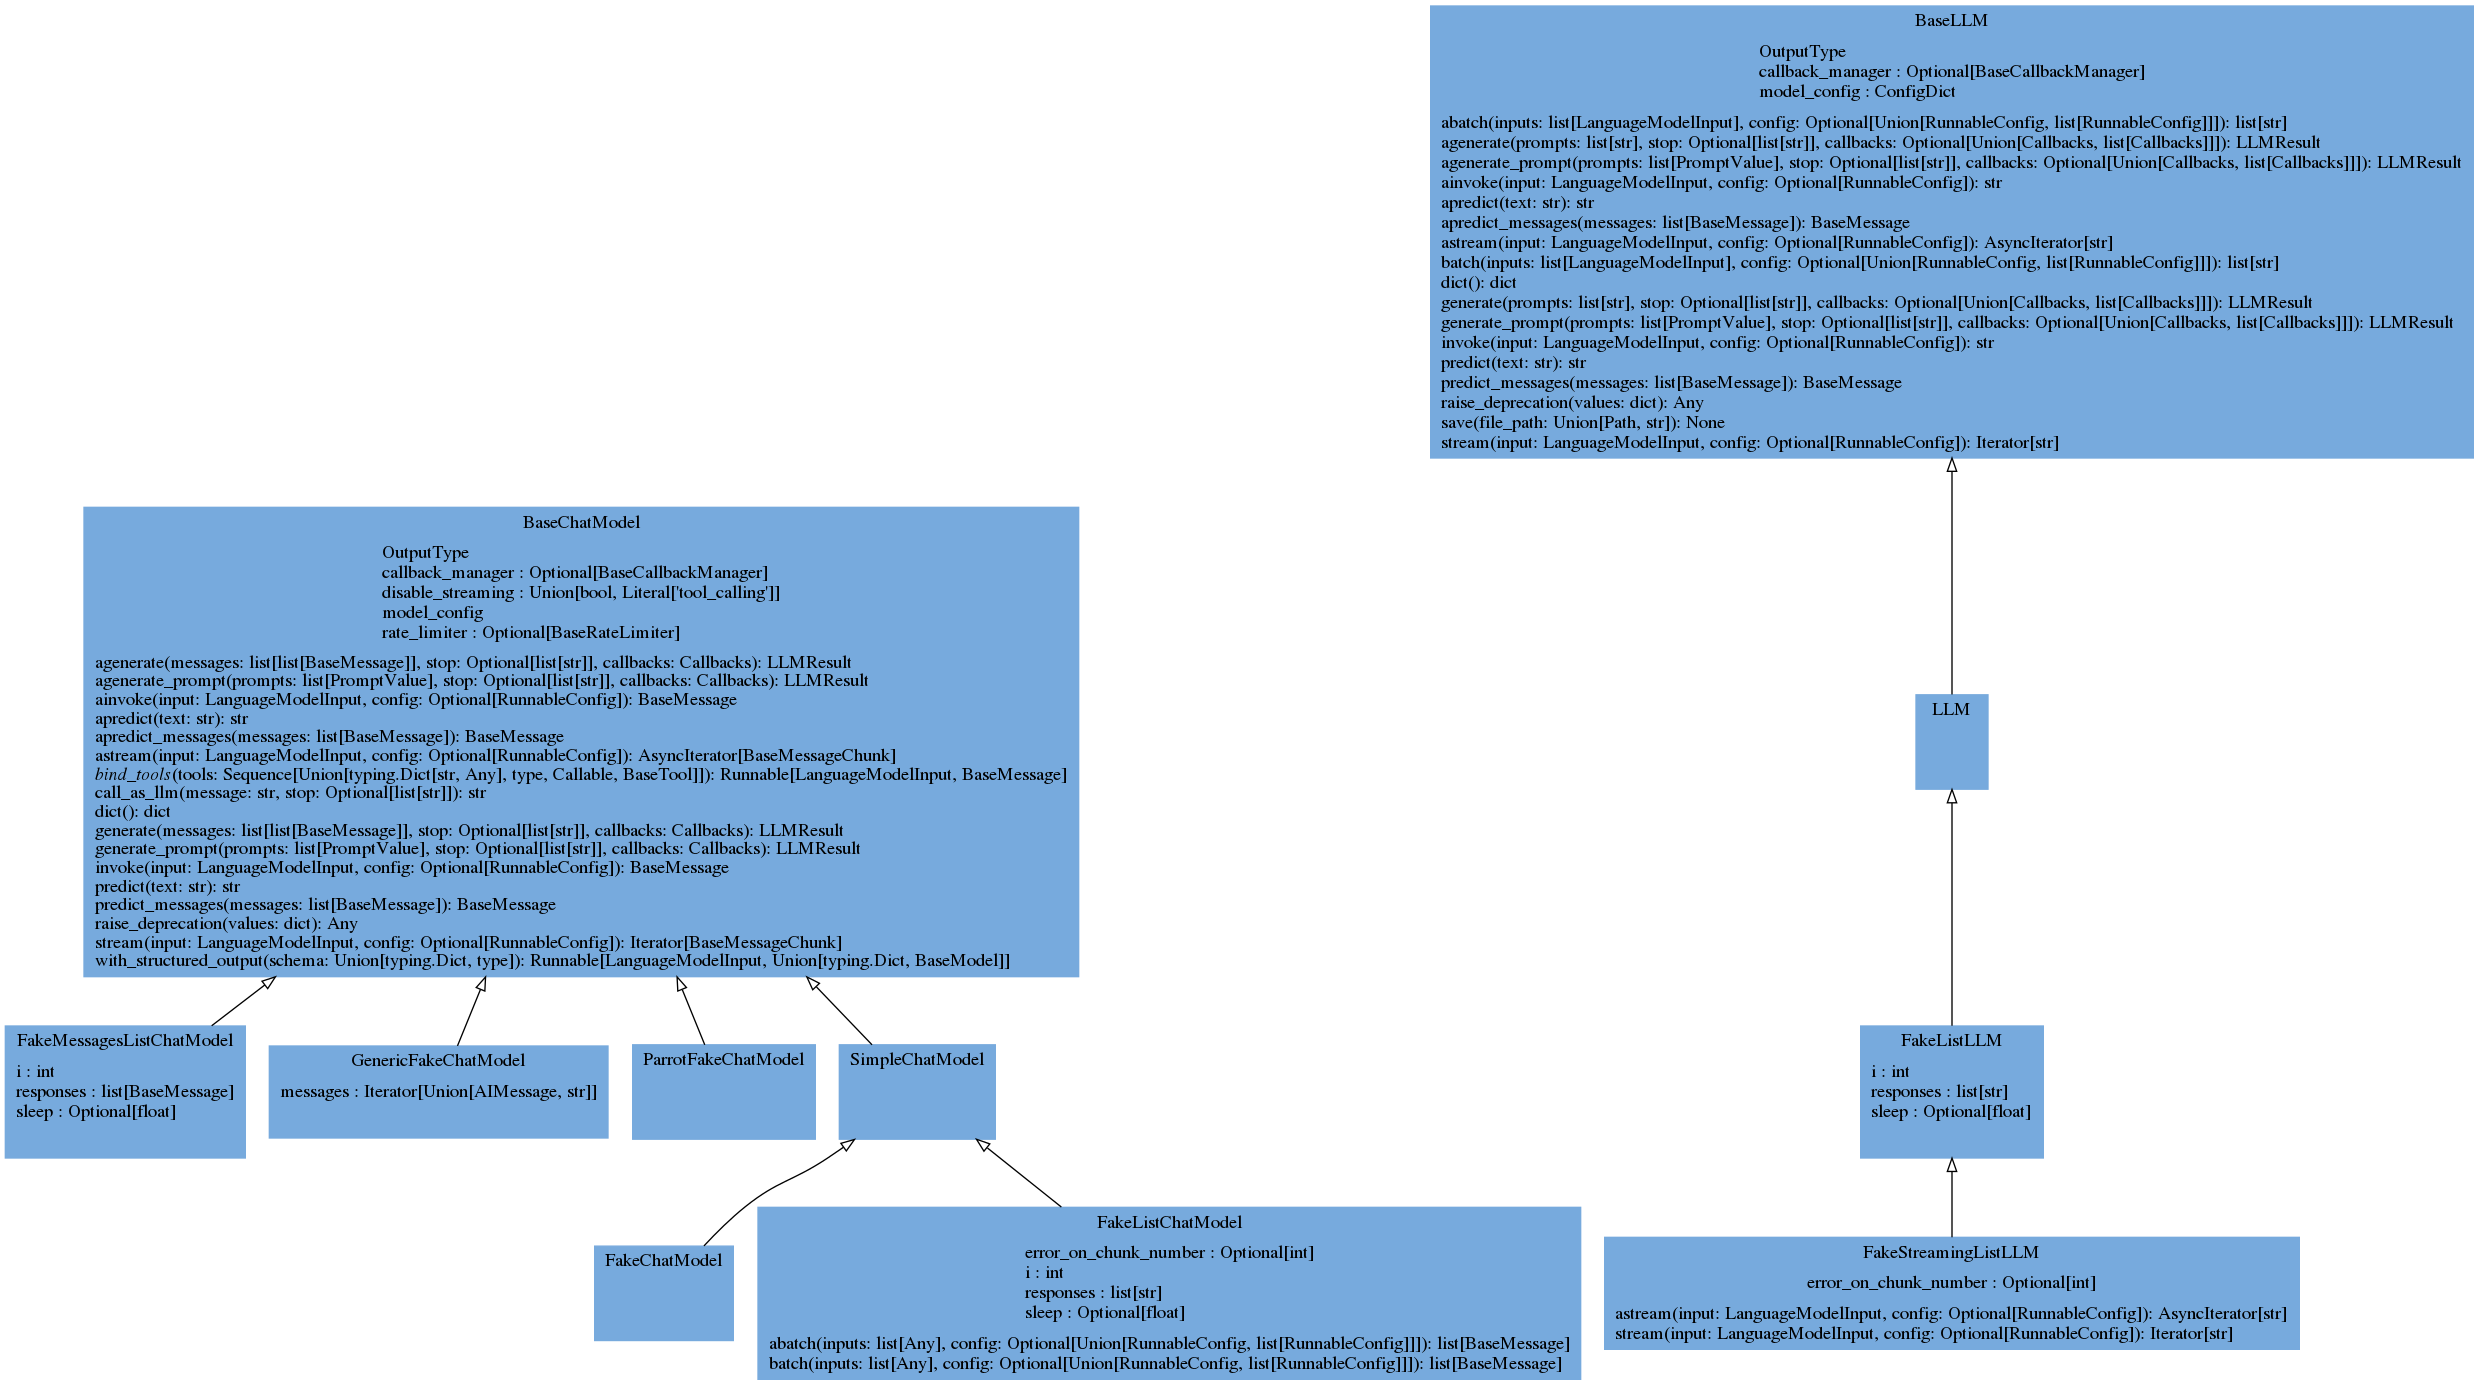 BaseLLM
OutputType
callback_manager : Optional[BaseCallbackManager]
model_config : ConfigDict
abatch(inputs: list[LanguageModelInput], config: Optional[Union[RunnableConfig, list[RunnableConfig]]]): list[str]
agenerate(prompts: list[str], stop: Optional[list[str]], callbacks: Optional[Union[Callbacks, list[Callbacks]]]): LLMResult
agenerate_prompt(prompts: list[PromptValue], stop: Optional[list[str]], callbacks: Optional[Union[Callbacks, list[Callbacks]]]): LLMResult
ainvoke(input: LanguageModelInput, config: Optional[RunnableConfig]): str
apredict(text: str): str
apredict_messages(messages: list[BaseMessage]): BaseMessage
astream(input: LanguageModelInput, config: Optional[RunnableConfig]): AsyncIterator[str]
batch(inputs: list[LanguageModelInput], config: Optional[Union[RunnableConfig, list[RunnableConfig]]]): list[str]
dict(): dict
generate(prompts: list[str], stop: Optional[list[str]], callbacks: Optional[Union[Callbacks, list[Callbacks]]]): LLMResult
generate_prompt(prompts: list[PromptValue], stop: Optional[list[str]], callbacks: Optional[Union[Callbacks, list[Callbacks]]]): LLMResult
invoke(input: LanguageModelInput, config: Optional[RunnableConfig]): str
predict(text: str): str
predict_messages(messages: list[BaseMessage]): BaseMessage
raise_deprecation(values: dict): Any
save(file_path: Union[Path, str]): None
stream(input: LanguageModelInput, config: Optional[RunnableConfig]): Iterator[str]
BaseChatModel
OutputType
callback_manager : Optional[BaseCallbackManager]
disable_streaming : Union[bool, Literal['tool_calling']]
model_config
rate_limiter : Optional[BaseRateLimiter]
agenerate(messages: list[list[BaseMessage]], stop: Optional[list[str]], callbacks: Callbacks): LLMResult
agenerate_prompt(prompts: list[PromptValue], stop: Optional[list[str]], callbacks: Callbacks): LLMResult
ainvoke(input: LanguageModelInput, config: Optional[RunnableConfig]): BaseMessage
apredict(text: str): str
apredict_messages(messages: list[BaseMessage]): BaseMessage
astream(input: LanguageModelInput, config: Optional[RunnableConfig]): AsyncIterator[BaseMessageChunk]
bind_tools(tools: Sequence[Union[typing.Dict[str, Any], type, Callable, BaseTool]]): Runnable[LanguageModelInput, BaseMessage]
call_as_llm(message: str, stop: Optional[list[str]]): str
dict(): dict
generate(messages: list[list[BaseMessage]], stop: Optional[list[str]], callbacks: Callbacks): LLMResult
generate_prompt(prompts: list[PromptValue], stop: Optional[list[str]], callbacks: Callbacks): LLMResult
invoke(input: LanguageModelInput, config: Optional[RunnableConfig]): BaseMessage
predict(text: str): str
predict_messages(messages: list[BaseMessage]): BaseMessage
raise_deprecation(values: dict): Any
stream(input: LanguageModelInput, config: Optional[RunnableConfig]): Iterator[BaseMessageChunk]
with_structured_output(schema: Union[typing.Dict, type]): Runnable[LanguageModelInput, Union[typing.Dict, BaseModel]]
LLM
FakeMessagesListChatModel
i : int
responses : list[BaseMessage]
sleep : Optional[float]
GenericFakeChatModel
messages : Iterator[Union[AIMessage, str]]
ParrotFakeChatModel
SimpleChatModel
FakeListLLM
i : int
responses : list[str]
sleep : Optional[float]
FakeChatModel
FakeListChatModel
error_on_chunk_number : Optional[int]
i : int
responses : list[str]
sleep : Optional[float]
abatch(inputs: list[Any], config: Optional[Union[RunnableConfig, list[RunnableConfig]]]): list[BaseMessage]
batch(inputs: list[Any], config: Optional[Union[RunnableConfig, list[RunnableConfig]]]): list[BaseMessage]
FakeStreamingListLLM
error_on_chunk_number : Optional[int]
astream(input: LanguageModelInput, config: Optional[RunnableConfig]): AsyncIterator[str]
stream(input: LanguageModelInput, config: Optional[RunnableConfig]): Iterator[str]